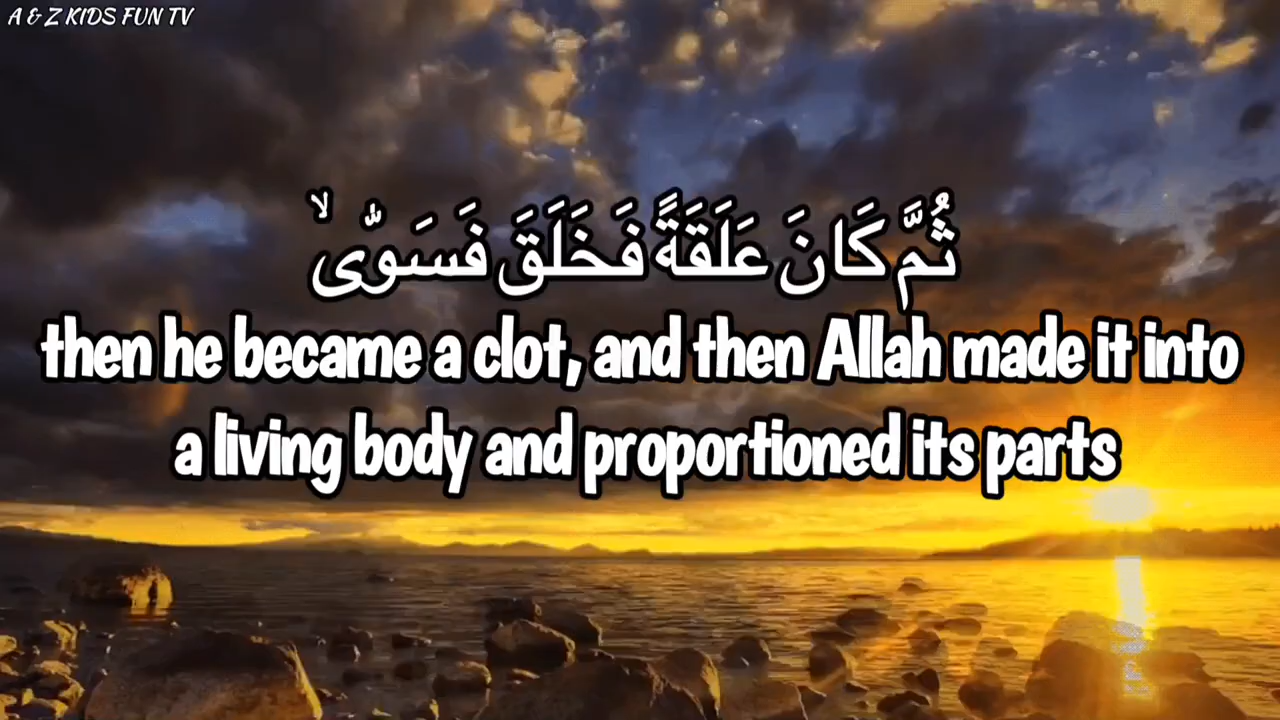 A & Z KIDS FUN TV
ثُمَّ كَانَ عَلَقَةً فَخَلَقَ فَسَوّٰىۙ
then he became a clot, and then Allah made it into
a living body and proportioned its parts